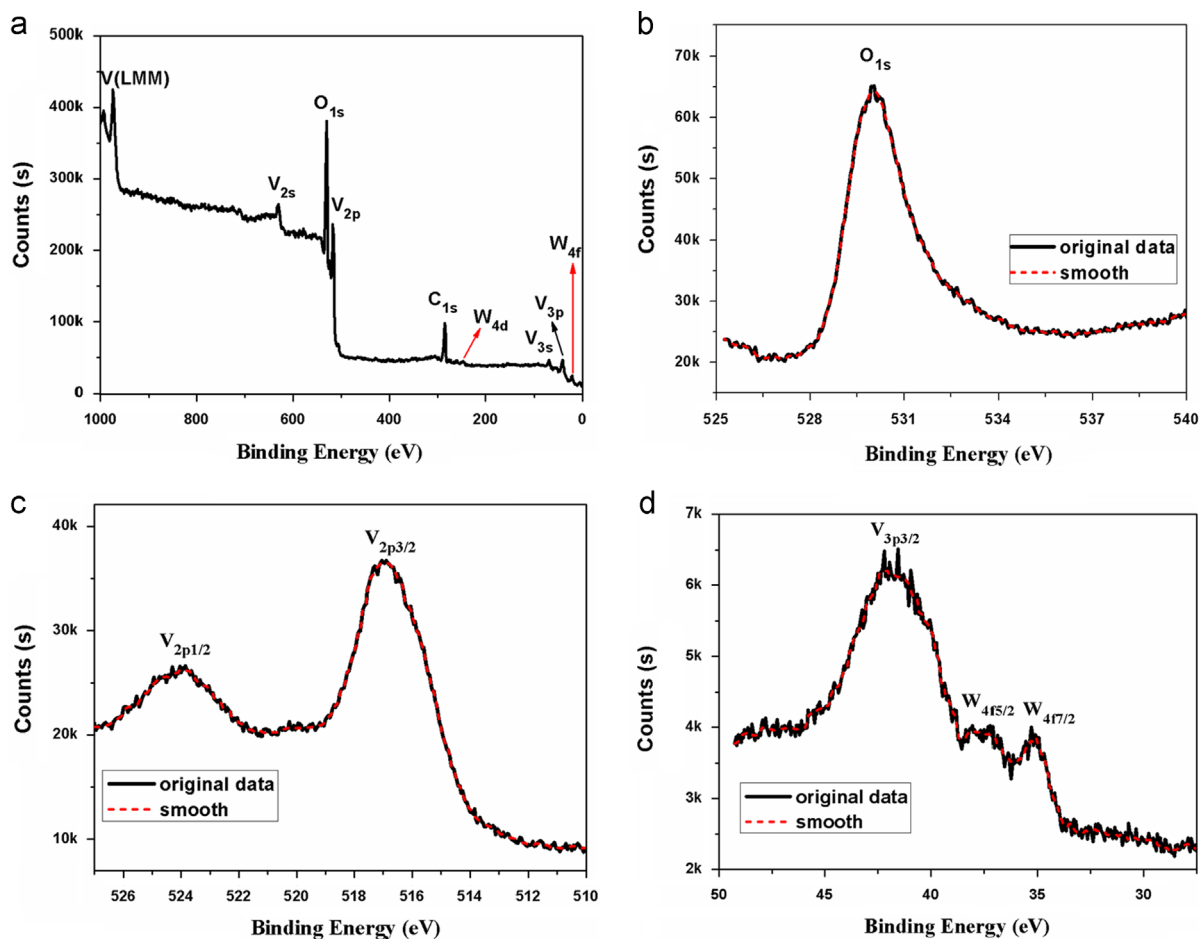 a
500k
400k
300k
200k
100k
0
Counts (s)
V(LMM)
V2s
O1s
V2p
C1s
W4d
V3s
V3p
W4f
1000 800 600 400 200 0
Binding Energy (eV)
b
70k
60k
50k
40k
30k
20k
Counts (s)
O1s
original data
smooth
525 528 531 534 537 540
Binding Energy (eV)
c
40k
30k
20k
10k
Counts (s)
V2p1/2
V2p3/2
original data
smooth
526 524 522 520 518 516 514 512 510
Binding Energy (eV)
d
7k
6k
5k
4k
3k
2k
Counts (s)
V3p3/2
W4f5/2
W4f7/2
original data
smooth
50 45 40 35 30
Binding Energy (eV)